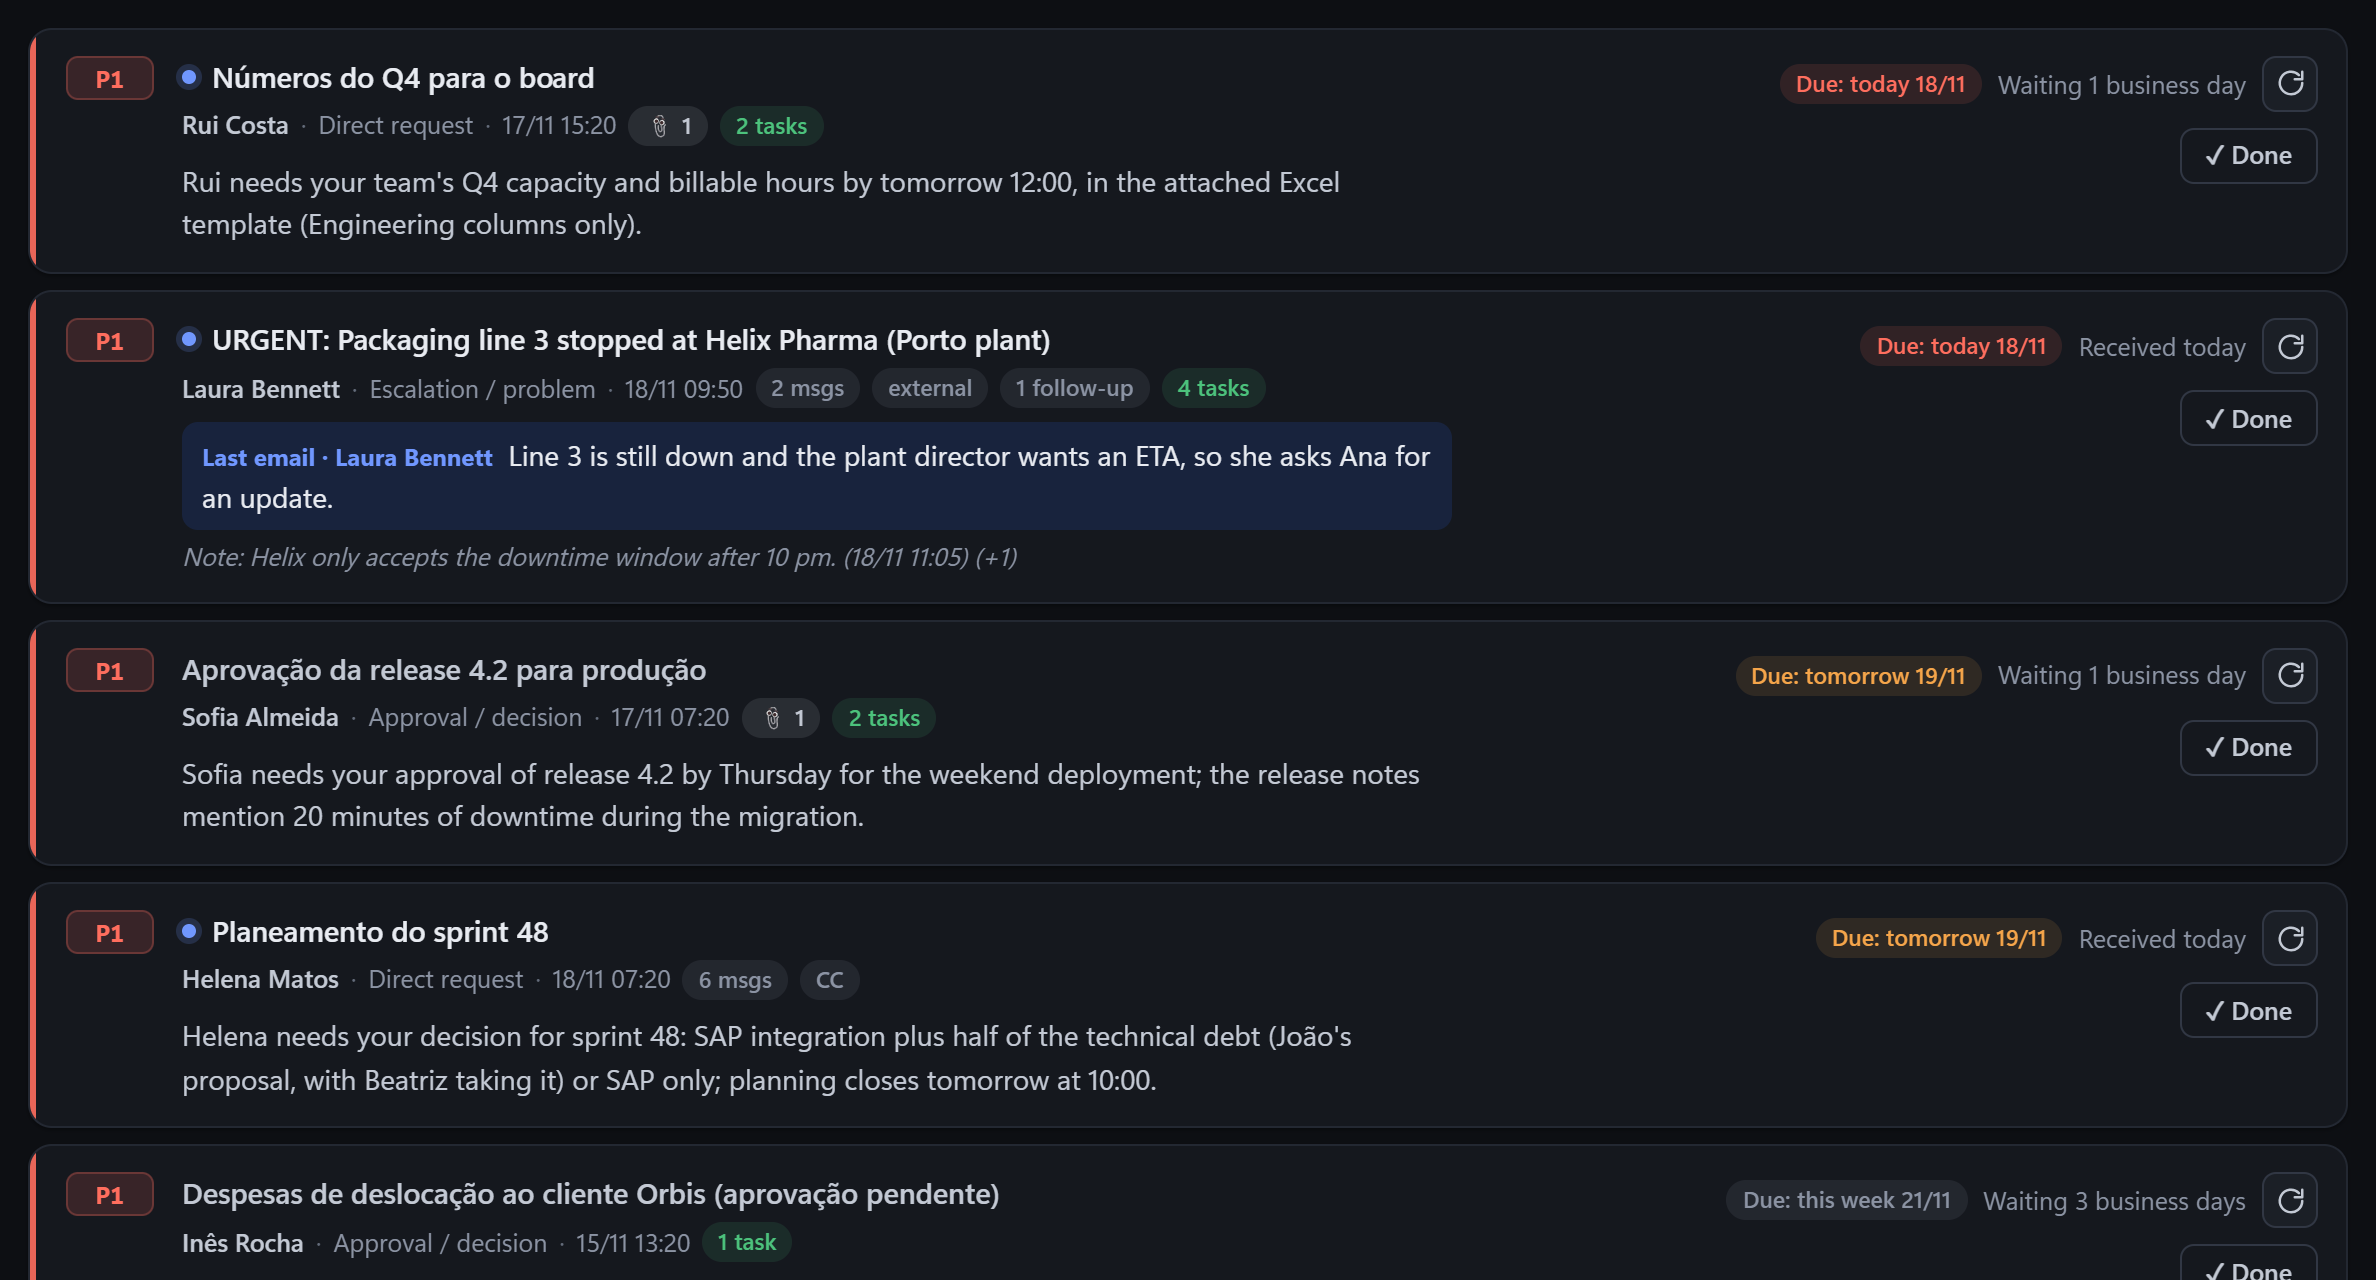 P1 Números do Q4 para o board Due: today 18/11 Waiting 1 business day
Rui Costa · Direct request · 17/11 15:20 1 2 tasks
✓ Done
Rui needs your team's Q4 capacity and billable hours by tomorrow 12:00, in the attached Excel
template (Engineering columns only).
P1 URGENT: Packaging line 3 stopped at Helix Pharma (Porto plant) Due: today 18/11 Received today
Laura Bennett · Escalation / problem · 18/11 09:50 2 msgs external 1 follow-up 4 tasks
✓ Done
Last email · Laura Bennett Line 3 is still down and the plant director wants an ETA, so she asks Ana for
an update.
Note: Helix only accepts the downtime window after 10 pm. (18/11 11:05) (+1)
P1 Aprovação da release 4.2 para produção Due: tomorrow 19/11 Waiting 1 business day
Sofia Almeida · Approval / decision · 17/11 07:20 1 2 tasks
✓ Done
Sofia needs your approval of release 4.2 by Thursday for the weekend deployment; the release notes
mention 20 minutes of downtime during the migration.
P1 Planeamento do sprint 48 Due: tomorrow 19/11 Received today
Helena Matos · Direct request · 18/11 07:20 6 msgs CC
✓ Done
Helena needs your decision for sprint 48: SAP integration plus half of the technical debt (João's
proposal, with Beatriz taking it) or SAP only; planning closes tomorrow at 10:00.
P1 Despesas de deslocação ao cliente Orbis (aprovação pendente) Due: this week 21/11 Waiting 3 business days
Inês Rocha · Approval / decision · 15/11 13:20 1 task
✓ Done